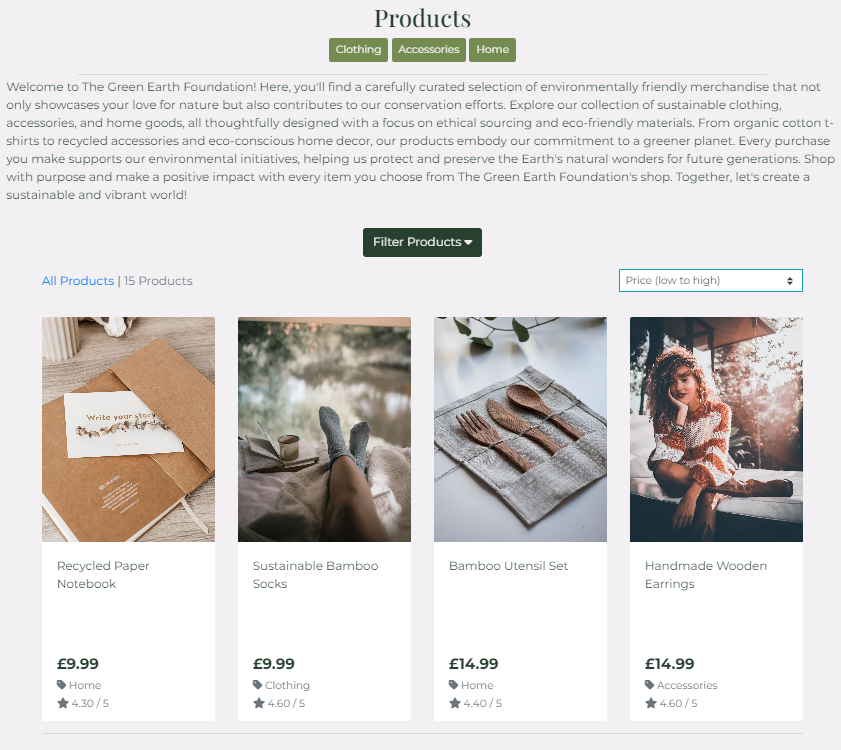 Products
Clothing
Accessories
Home
Welcome to The Green Earth Foundation! Here, you'll find a carefully curated selection of environmentally friendly merchandise that not
only showcases your love for nature but also contributes to our conservation efforts. Explore our collection of sustainable clothing,
accessories, and home goods, all thoughtfully designed with a focus on ethical sourcing and eco-friendly materials. From organic cotton t-
shirts to recycled accessories and eco-conscious home decor, our products embody our commitment to a greener planet. Every purchase
you make supports our environmental initiatives, helping us protect and preserve the Earth's natural wonders for future generations. Shop
with purpose and make a positive impact with every item you choose from The Green Earth Foundation's shop. Together, let's create a
sustainable and vibrant world!
Filter Products
All Products | 15 Products
Price (low to high)
Write your story
Recycled Paper
Notebook
£9.99
Home
4.30 / 5
Sustainable Bamboo
Socks
£9.99
Clothing
4.60 / 5
Bamboo Utensil Set
£14.99
Home
4.40 / 5
Handmade Wooden
Earrings
£14.99
Accessories
4.60 / 5